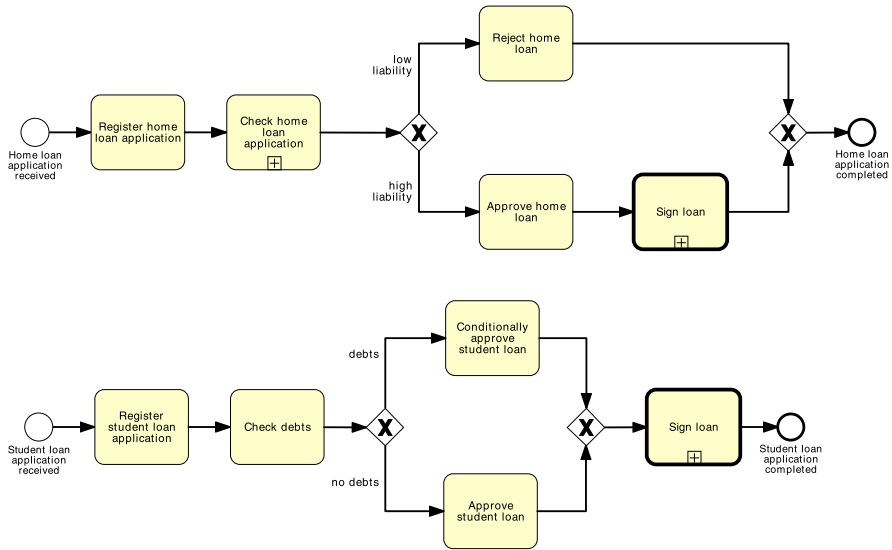 Reject home
loan
low
liability
Register home
loan application
Check home
loan
application
Home loan
application
received
Home loan
application
completed
high
liability
Approve home
loan
Sign loan
Conditionally
approve
student loan
debts
Register
student loan
application
Check debts
Sign loan
Student loan
application
received
Student loan
application
completed
no debts
Approve
student loan